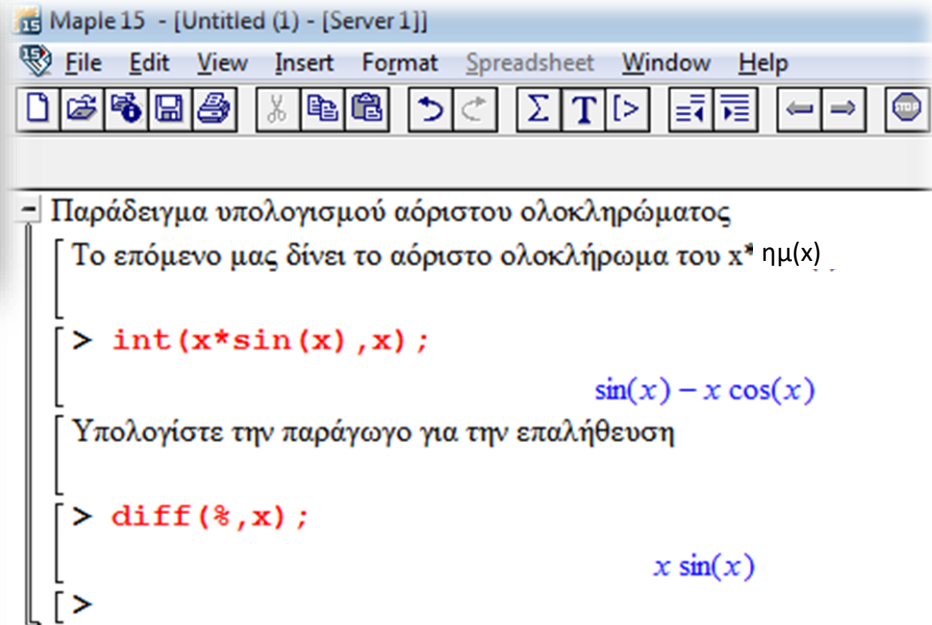 Maple 15 - [Untitled (1) - [Server 1]]
File Edit View Insert Format Spreadsheet Window Help
Παράδειγμα υπολογισμού αόριστου ολοκληρώματος
Το επόμενο μας δίνει το αόριστο ολοκλήρωμα του x* ημ(x)
> int(x*sin(x),x);
sin(x) − x cos(x)
Υπολογίστε την παράγωγο για την επαλήθευση
> diff(%,x);
x sin(x)
>